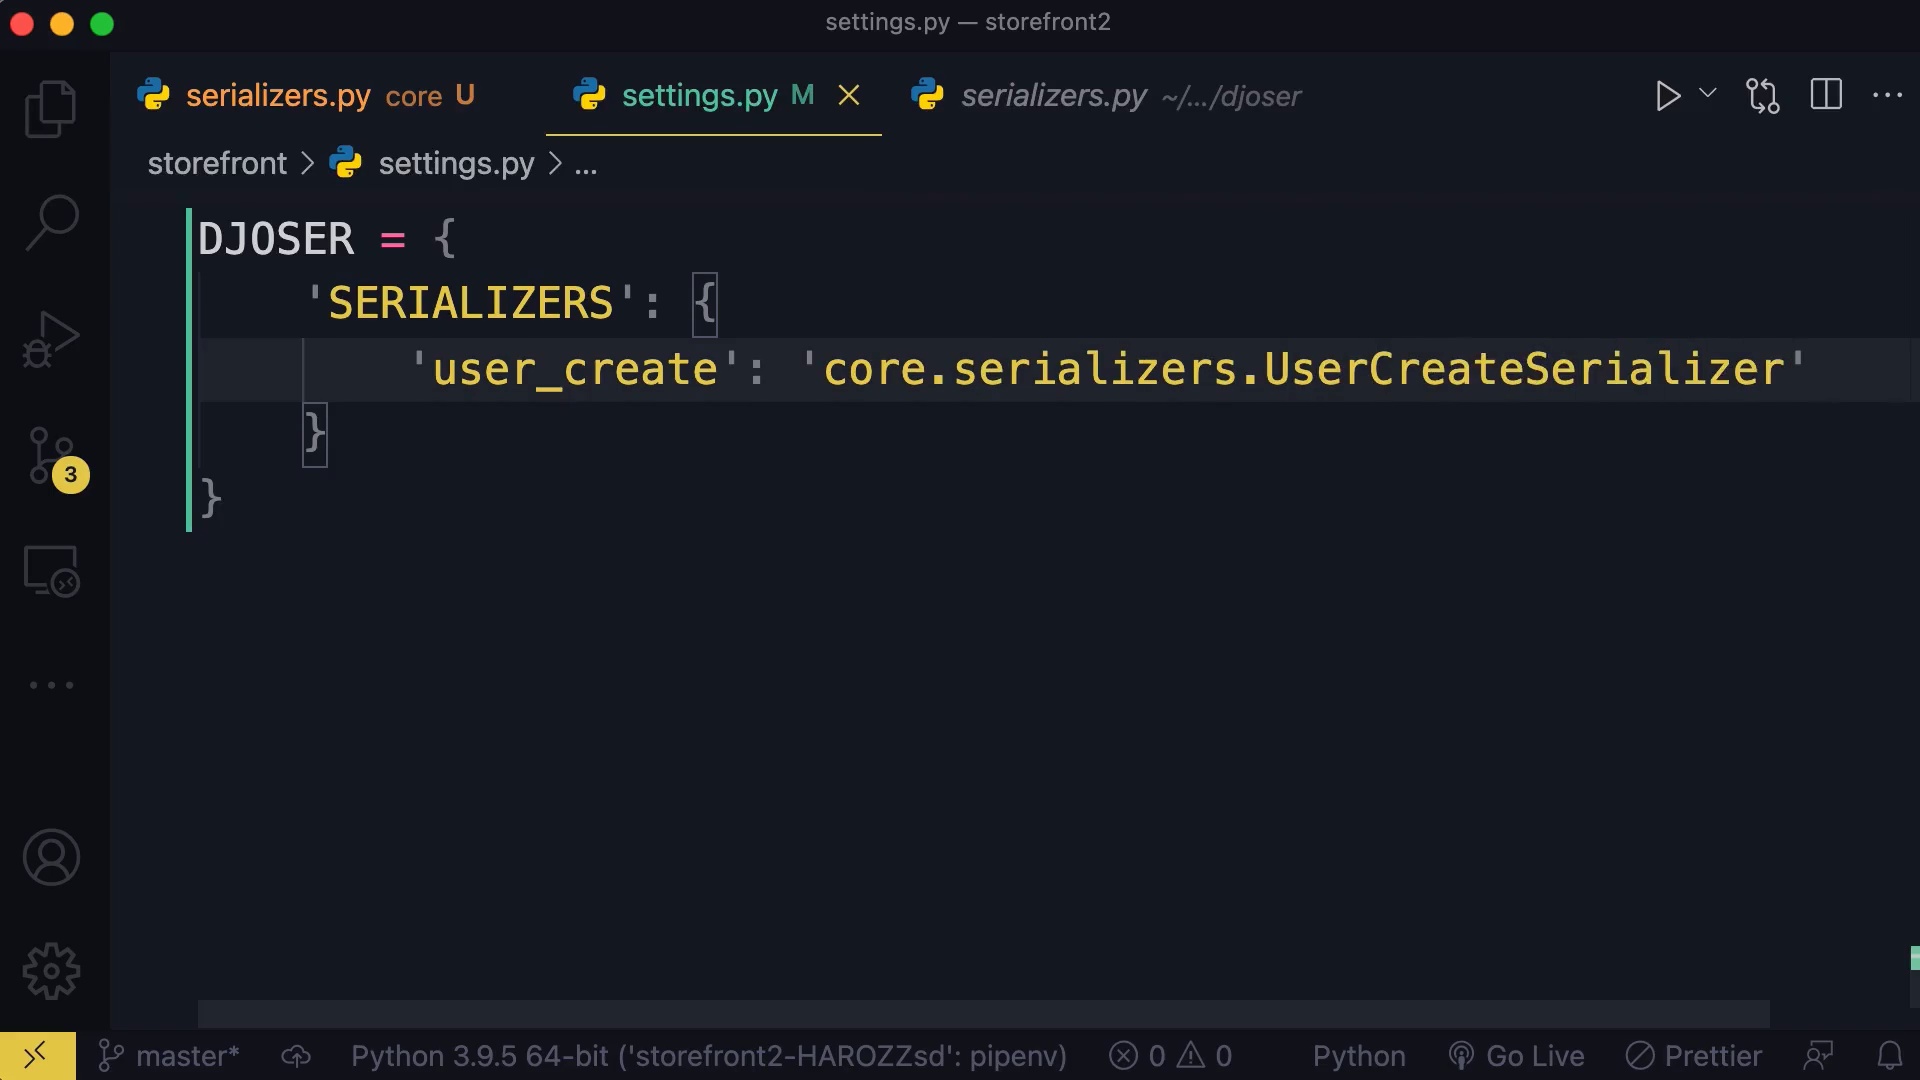 settings.py — storefront2
serializers.py core U
settings.py M
serializers.py ~/.../djoser
storefront > settings.py > ...
DJOSER = {
    'SERIALIZERS': {
        'user_create': 'core.serializers.UserCreateSerializer'
    }
}
3
master* Python 3.9.5 64-bit ('storefront2-HAROZZsd': pipenv) 0 0 Python Go Live Prettier